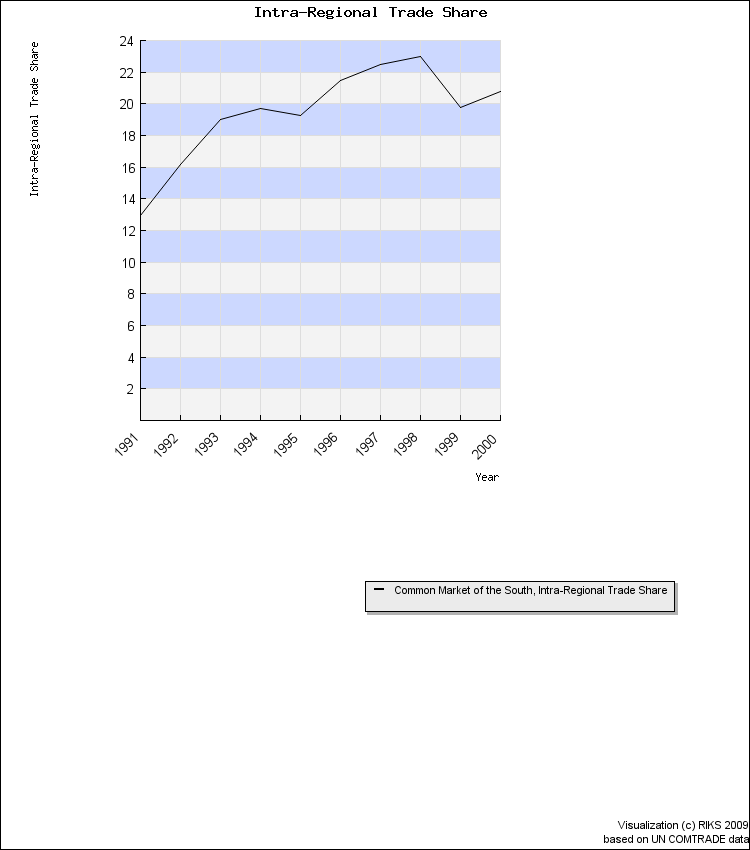 Intra-Regional Trade Share
Intra-Regional Trade Share
24
22
20
18
16
14
12
10
8
6
4
2
1991 1992 1993 1994 1995 1996 1997 1998 1999 2000
Year
Common Market of the South, Intra-Regional Trade Share
Visualization (c) RIKS 2009
based on UN COMTRADE data